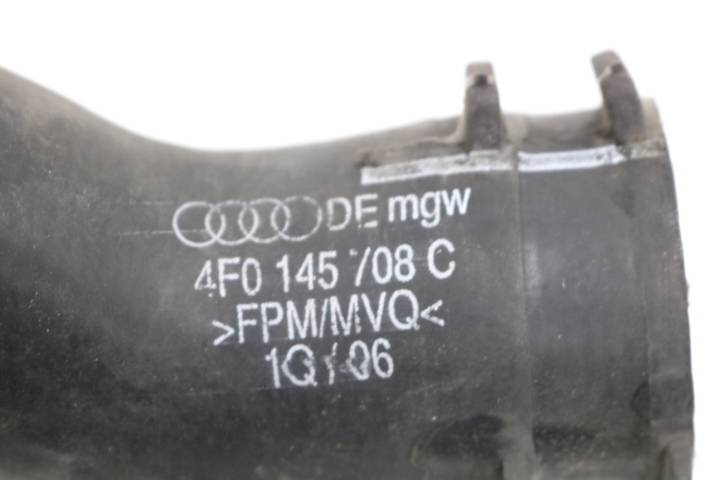 DE mgw
4F0 145 708 C
>FPM/MVQ<
1Q/06